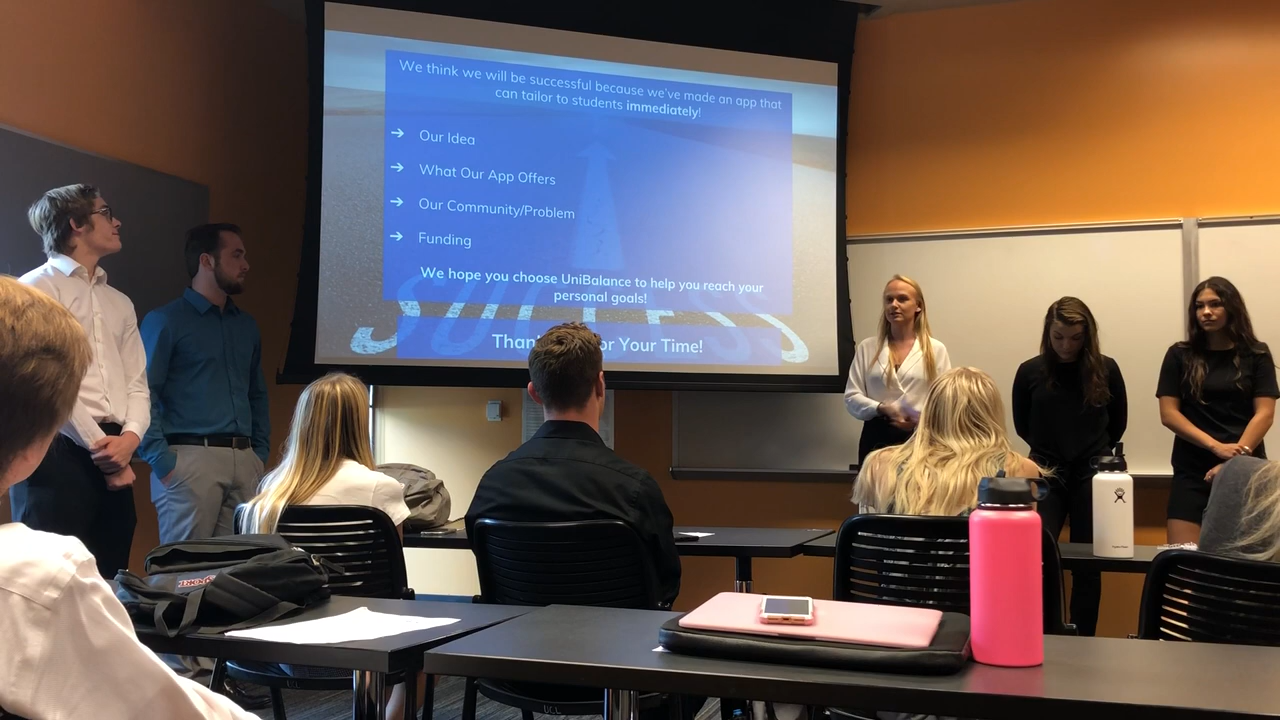 We think we will be successful because we've made an app that
can tailor to students immediately!
➔ Our Idea
➔ What Our App Offers
➔ Our Community/Problem
➔ Funding
We hope you choose UniBalance to help you reach your
personal goals!
SUCCESS
Than or Your Time!